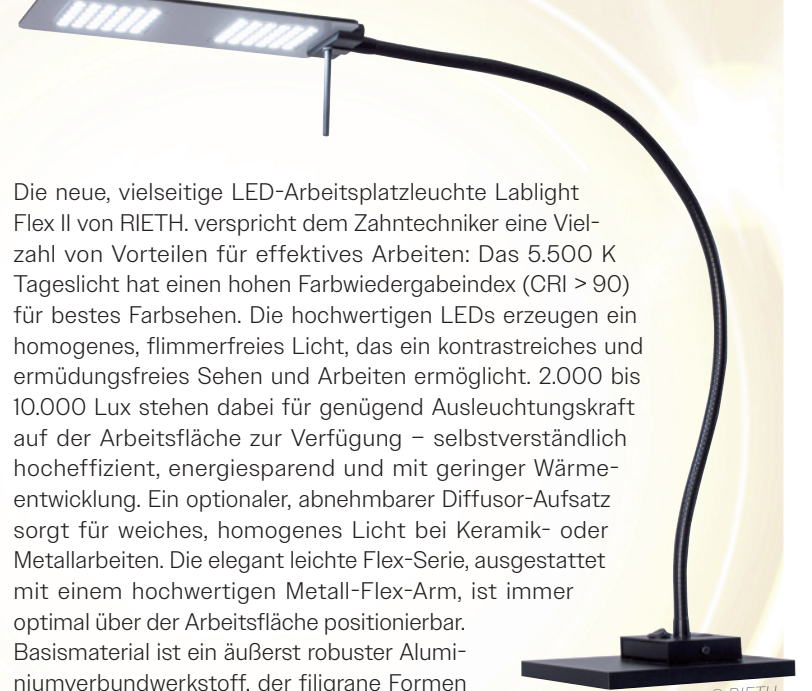 Die neue, vielseitige LED-Arbeitsplatzleuchte Lablight
Flex II von RIETH. verspricht dem Zahntechniker eine Viel-
zahl von Vorteilen für effektives Arbeiten: Das 5.500 K
Tageslicht hat einen hohen Farbwiedergabeindex (CRI > 90)
für bestes Farbsehen. Die hochwertigen LEDs erzeugen ein
homogenes, flimmerfreies Licht, das ein kontrastreiches und
ermüdungsfreies Sehen und Arbeiten ermöglicht. 2.000 bis
10.000 Lux stehen dabei für genügend Ausleuchtungskraft
auf der Arbeitsfläche zur Verfügung – selbstverständlich
hocheffizient, energiesparend und mit geringer Wärme-
entwicklung. Ein optionaler, abnehmbarer Diffusor-Aufsatz
sorgt für weiches, homogenes Licht bei Keramik- oder
Metallarbeiten. Die elegant leichte Flex-Serie, ausgestattet
mit einem hochwertigen Metall-Flex-Arm, ist immer
optimal über der Arbeitsfläche positionierbar.
Basismaterial ist ein äußerst robuster Alumi-
niumverbundwerkstoff, der filigrane Formen
© RIETH.